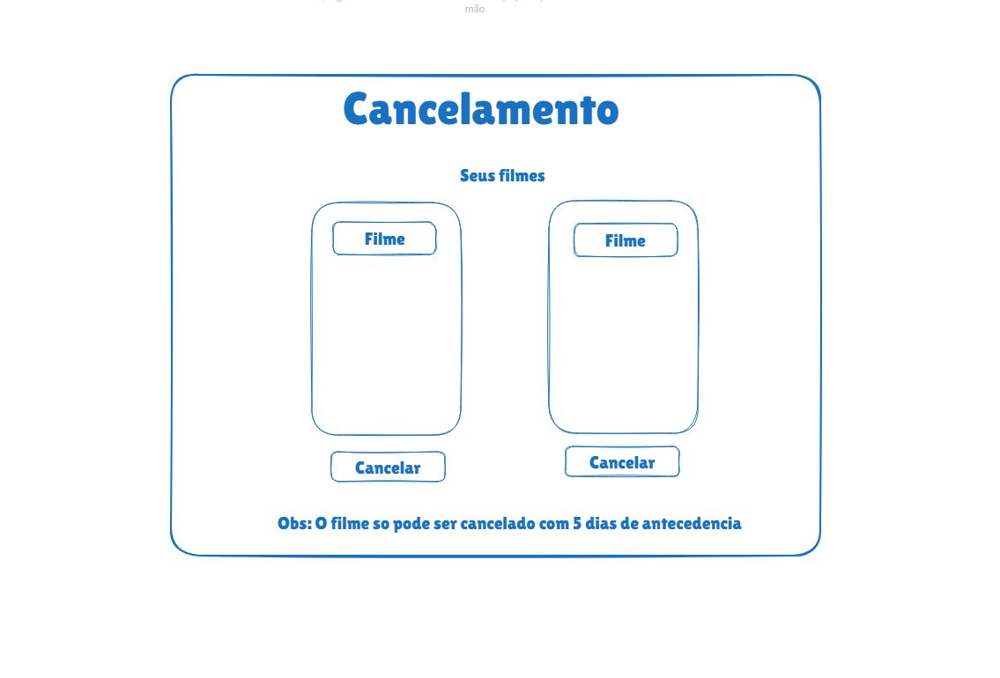 mão
Cancelamento
Seus filmes
Filme
Filme
Cancelar
Cancelar
Obs: O filme so pode ser cancelado com 5 dias de antecedencia